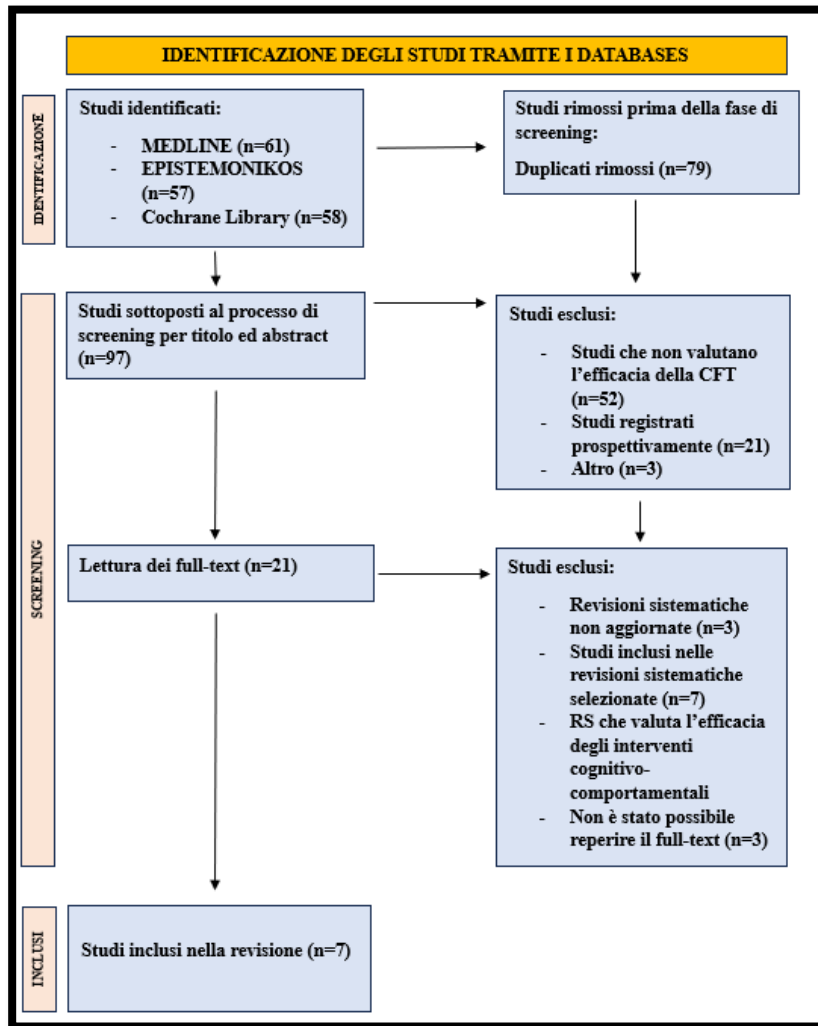 IDENTIFICAZIONE DEGLI STUDI TRAMITE I DATABASES
IDENTIFICAZIONE
Studi identificati:
- MEDLINE (n=61)
- EPISTEMONIKOS
(n=57)
- Cochrane Library (n=58)
Studi rimossi prima della fase di
screening:
Duplicati rimossi (n=79)
SCREENING
Studi sottoposti al processo di
screening per titolo ed abstract
(n=97)
Studi esclusi:
- Studi che non valutano
l'efficacia della CFT
(n=52)
- Studi registrati
prospettivamente (n=21)
- Altro (n=3)
Lettura dei full-text (n=21)
Studi esclusi:
- Revisioni sistematiche
non aggiornate (n=3)
- Studi inclusi nelle
revisioni sistematiche
selezionate (n=7)
- RS che valuta l'efficacia
degli interventi
cognitivo-
comportamentali
- Non è stato possibile
reperire il full-text (n=3)
INCLUSI
Studi inclusi nella revisione (n=7)